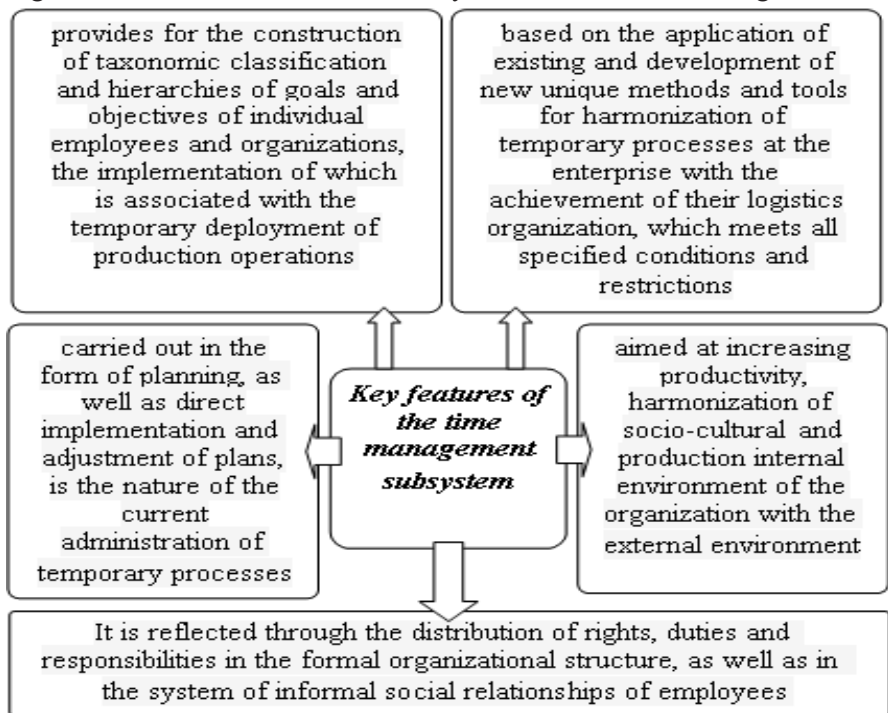 provides for the construction
of taxonomic classification
and hierarchies of goals and
objectives of individual
employees and organizations,
the implementation of which
is associated with the
temporary deployment of
production operations
based on the application of
existing and development of
new unique methods and tools
for harmonization of
temporary processes at the
enterprise with the
achievement of their logistics
organization, which meets all
specified conditions and
restrictions
carried out in the
form of planning, as
well as direct
implementation and
adjustment of plans,
is the nature of the
current
administration of
temporary processes
Key features of
the time
management
subsystem
aimed at increasing
productivity,
harmonization of
socio-cultural and
production internal
environment of the
organization with the
external environment
It is reflected through the distribution of rights, duties and
responsibilities in the formal organizational structure, as well as in
the system of informal social relationships of employees